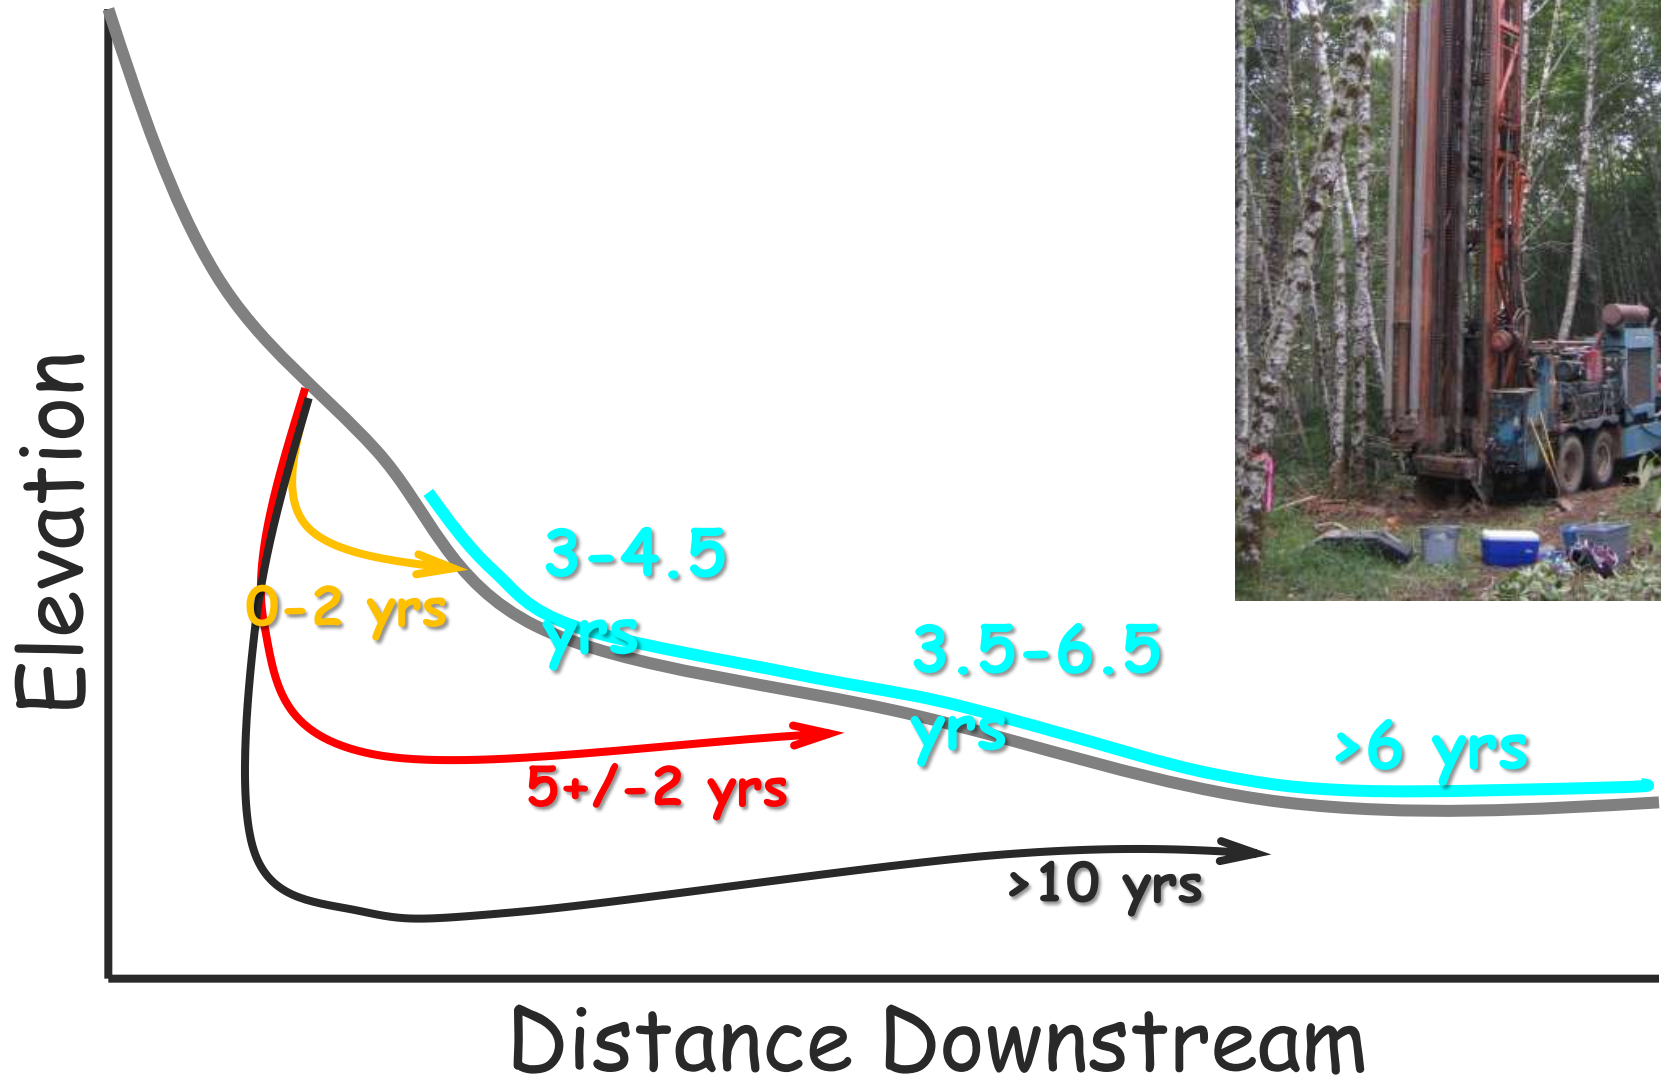 Elevation
3-4.5
yrs
0-2 yrs
3.5-6.5
yrs
>6 yrs
5+/-2 yrs
>10 yrs
Distance Downstream